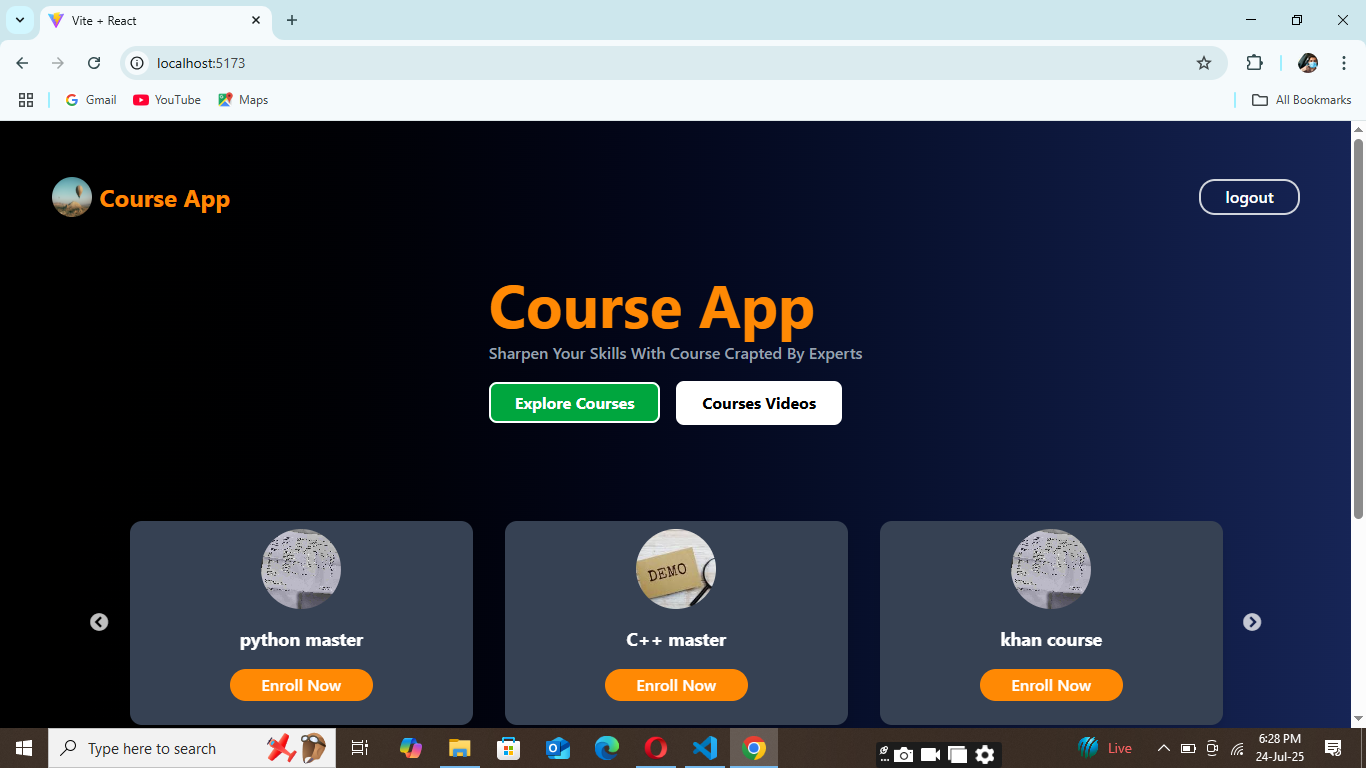 Vite + React
localhost:5173
Gmail YouTube Maps All Bookmarks
Course App logout
Course App
Sharpen Your Skills With Course Crapted By Experts
Explore Courses Courses Videos
DEMO
python master C++ master khan course
Enroll Now Enroll Now Enroll Now
Type here to search Live 6:28 PM
24-Jul-25